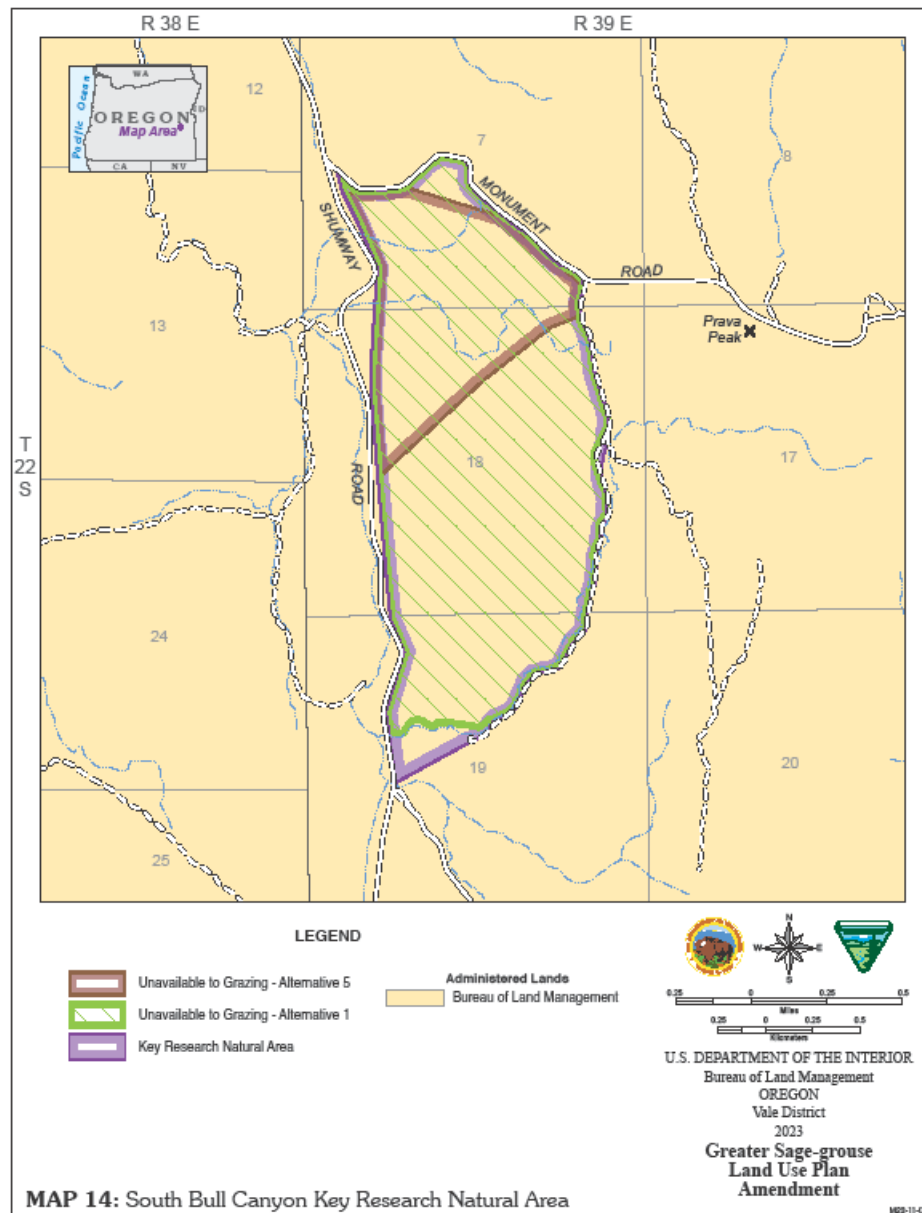 R 38 E
R 39 E
WA
Pacific Ocean
OREGON
ID
Map Area
CA
NV
12
7
8
MONUMENT
SHUMWAY
ROAD
Prava
Peak
13
T
22
S
18
17
ROAD
24
19
20
25
LEGEND
Unavailable to Grazing - Alternative 5
Unavailable to Grazing - Alternative 1
Key Research Natural Area
Administered Lands
Bureau of Land Management
N
W
E
S
0.25 0 0.25 0.5
Miles
0.25 0 0.25 0.5
Kilometers
U.S. DEPARTMENT OF THE INTERIOR
Bureau of Land Management
OREGON
Vale District
2023
Greater Sage-grouse
Land Use Plan
Amendment
MAP 14: South Bull Canyon Key Research Natural Area